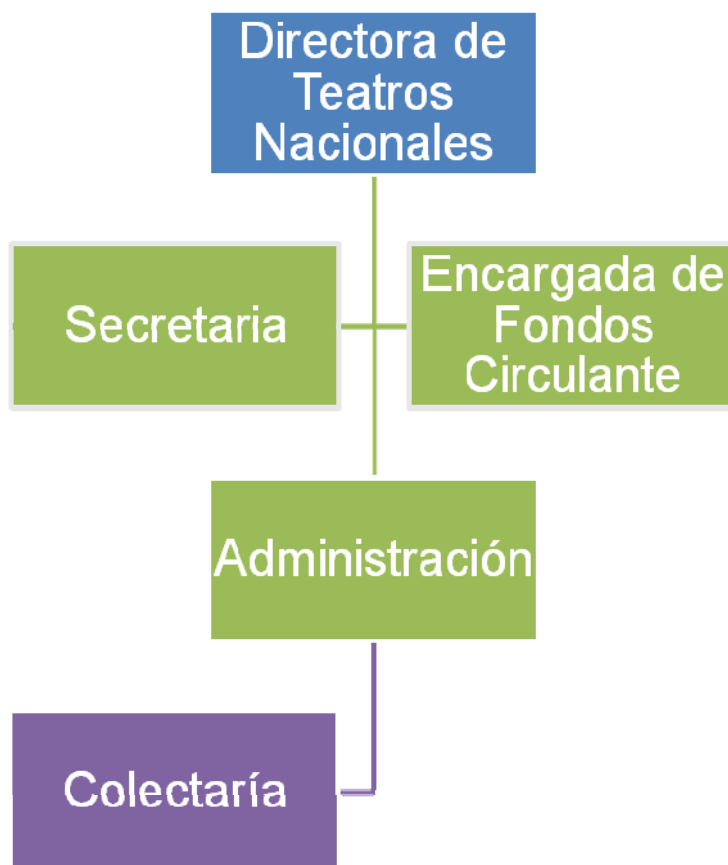 Directora de
Teatros
Nacionales
Secretaria
Encargada de
Fondos
Circulante
Administración
Colectaría